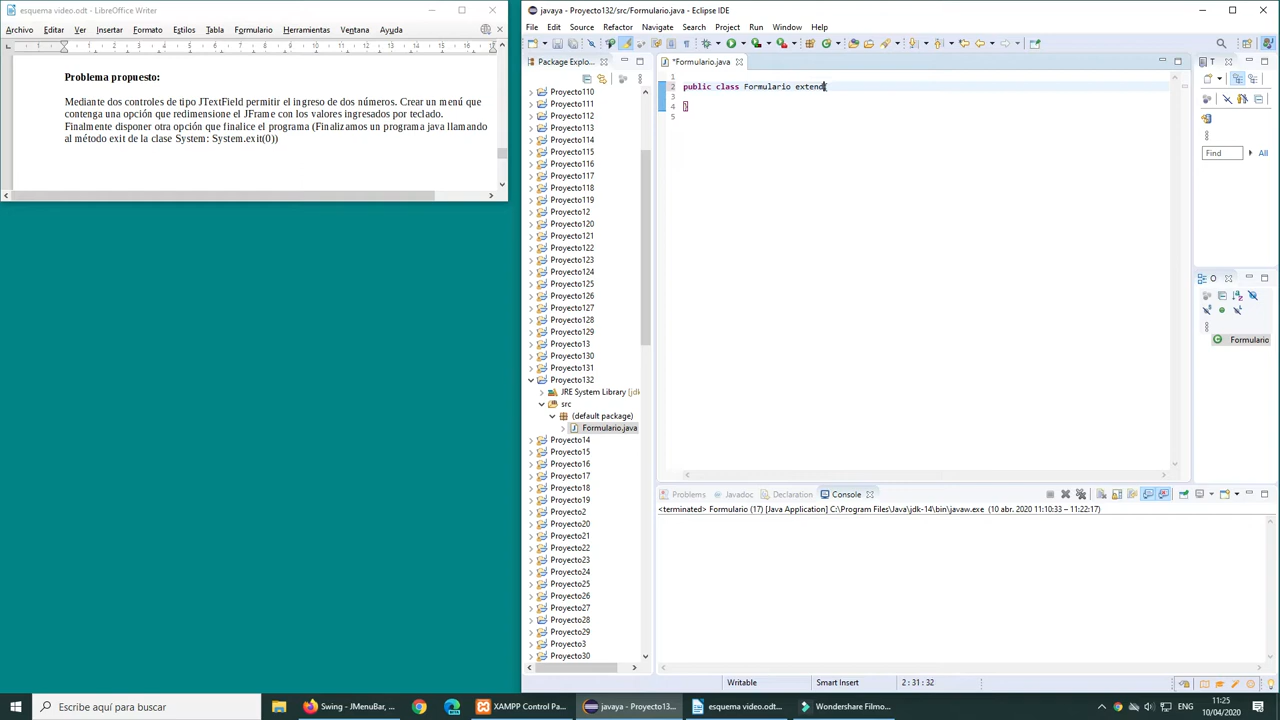 esquema video.odt - LibreOffice Writer
Archivo Editar Ver Insertar Formato Estilos Tabla Formulario Herramientas Ventana Ayuda
Problema propuesto:
Mediante dos controles de tipo JTextField permitir el ingreso de dos números. Crear un menú que
contenga una opción que redimensione el JFrame con los valores ingresados por teclado.
Finalmente disponer otra opción que finalice el programa (Finalizamos un programa java llamando
al método exit de la clase System: System.exit(0))
javaya - Proyecto132/src/Formulario.java - Eclipse IDE
File Edit Source Refactor Navigate Search Project Run Window Help
Package Explo...
Proyecto110
Proyecto111
Proyecto112
Proyecto113
Proyecto114
Proyecto115
Proyecto116
Proyecto117
Proyecto118
Proyecto119
Proyecto12
Proyecto120
Proyecto121
Proyecto122
Proyecto123
Proyecto124
Proyecto125
Proyecto126
Proyecto127
Proyecto128
Proyecto129
Proyecto13
Proyecto130
Proyecto131
Proyecto132
JRE System Library [jdk
src
(default package)
Formulario.java
Proyecto14
Proyecto15
Proyecto16
Proyecto17
Proyecto18
Proyecto19
Proyecto2
Proyecto20
Proyecto21
Proyecto22
Proyecto23
Proyecto24
Proyecto25
Proyecto26
Proyecto27
Proyecto28
Proyecto29
Proyecto3
Proyecto30
*Formulario.java
1
2 public class Formulario extend
3
4 }
5
T
Find All
O
Formulario
Problems Javadoc Declaration Console
<terminated> Formulario (17) [Java Application] C:\Program Files\Java\jdk-14\bin\javaw.exe (10 abr. 2020 11:10:33 – 11:22:17)
Writable Smart Insert 2 : 31 : 32
Escribe aquí para buscar
Swing - JMenuBar, ...
XAMPP Control Pa...
javaya - Proyecto13...
esquema video.odt...
Wondershare Filmo...
ENG
11:25
10/04/2020